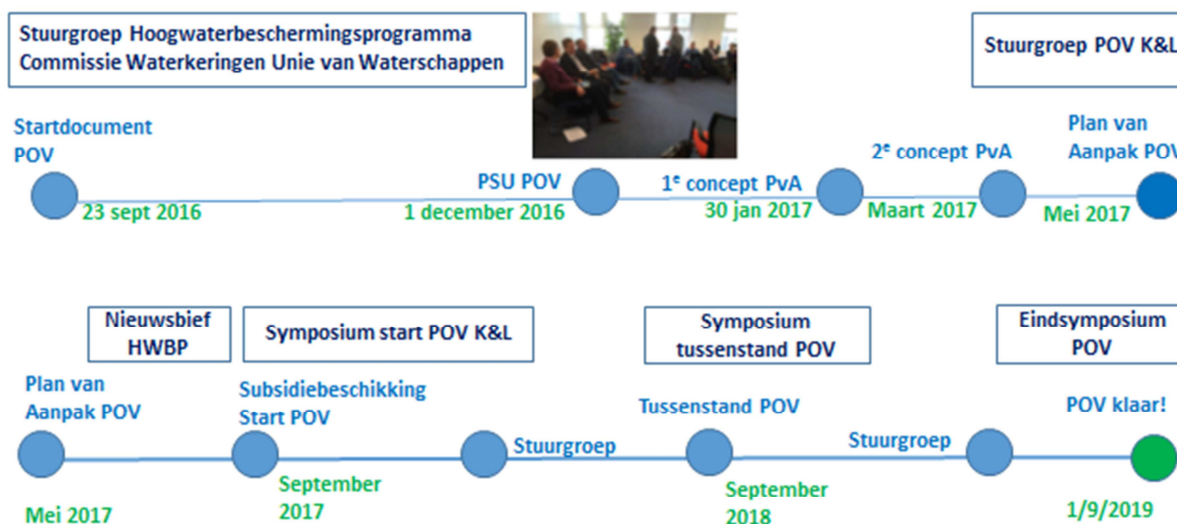 Stuurgroep Hoogwaterbeschermingsprogramma
Commissie Waterkeringen Unie van Waterschappen
Stuurgroep POV K&L
Startdocument
POV
23 sept 2016
PSU POV
1 december 2016
1e concept PvA
30 jan 2017
2e concept PvA
Maart 2017
Plan van
Aanpak POV
Mei 2017
Nieuwsbief
HWBP
Symposium start POV K&L
Symposium
tussenstand POV
Eindsymposium
POV
Plan van
Aanpak POV
Mei 2017
Subsidiebeschikking
Start POV
September
2017
Stuurgroep
Tussenstand POV
September
2018
Stuurgroep
POV klaar!
1/9/2019